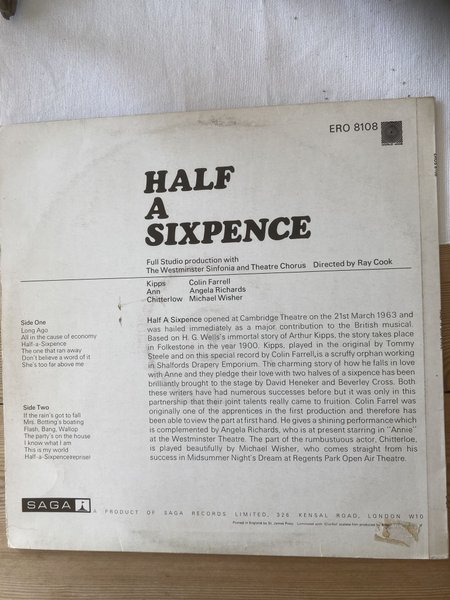 ERO 8108
HALF
A
SIXPENCE
Full Studio production with
The Westminster Sinfonia and Theatre Chorus Directed by Ray Cook
Kipps Colin Farrell
Ann Angela Richards
Chitterlow Michael Wisher
Side One
Long Ago
All in the cause of economy
Half-a-Sixpence
The one that ran away
Don't believe a word of it
She's too far above me
Side Two
If the rain's got to fall
Mrs. Botting's boating
Flash, Bang, Wallop
The party's on the house
I know what I am
This is my world
Half-a-Sixpence(reprise)
Half A Sixpence opened at Cambridge Theatre on the 21st March 1963 and
was hailed immediately as a major contribution to the British musical.
Based on H. G. Wells's immortal story of Arthur Kipps, the story takes place
in Folkestone in the year 1900. Kipps, played in the original by Tommy
Steele and on this special record by Colin Farrell, is a scruffy orphan working
in Shalfords Drapery Emporium. The charming story of how he falls in love
with Anne and they pledge their love with two halves of a sixpence has been
brilliantly brought to the stage by David Heneker and Beverley Cross. Both
these writers have had numerous successes before but it was only in this
partnership that their joint talents really came to fruition. Colin Farrel was
originally one of the apprentices in the first production and therefore has
been able to view the part at first hand. He gives a shining performance which
is complemented by Angela Richards, who is at present starring in "Annie"
at the Westminster Theatre. The part of the rumbustuous actor, Chitterloe,
is played beautifully by Michael Wisher, who comes straight from his
success in Midsummer Night's Dream at Regents Park Open Air Theatre.
SAGA
A PRODUCT OF SAGA RECORDS LIMITED, 326, KENSAL ROAD, LONDON W10
Printed in England by St. James Press Laminated with